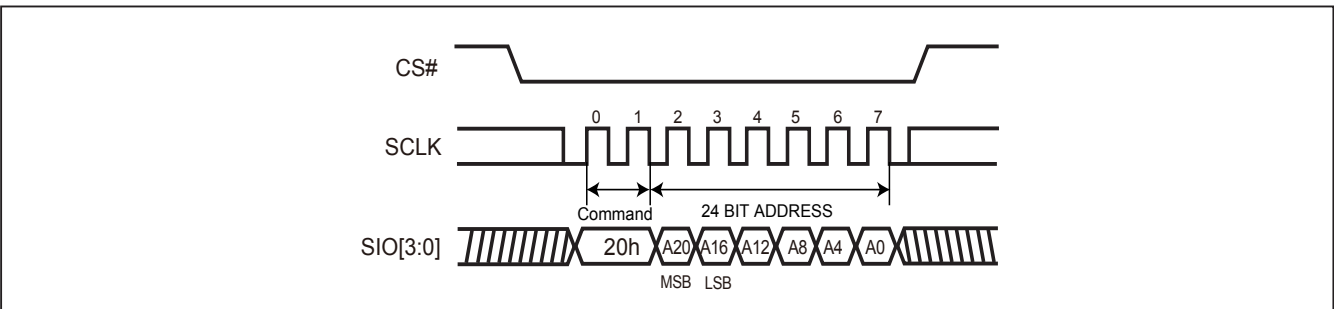 CS#
0 1 2 3 4 5 6 7
SCLK
Command 24 BIT ADDRESS
SIO[3:0] 20h A20 A16 A12 A8 A4 A0
MSB LSB